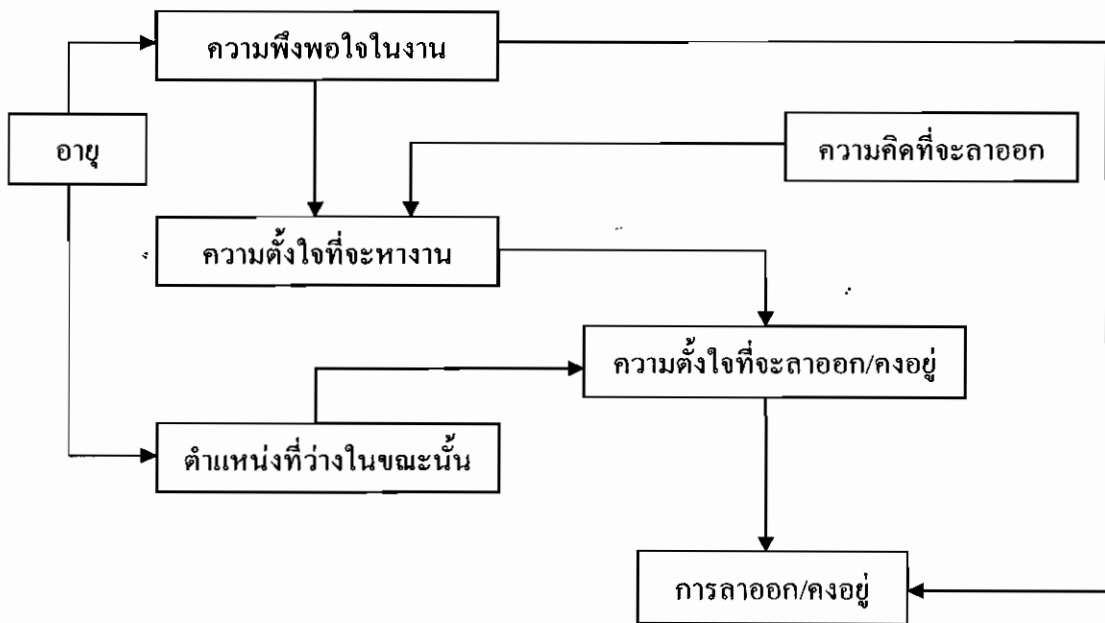 ความพึงพอใจในงาน
อายุ
ความคิดที่จะลาออก
ความตั้งใจที่จะหางาน
ความตั้งใจที่จะลาออก/คงอยู่
ตำแหน่งที่ว่างในขณะนั้น
การลาออก/คงอยู่